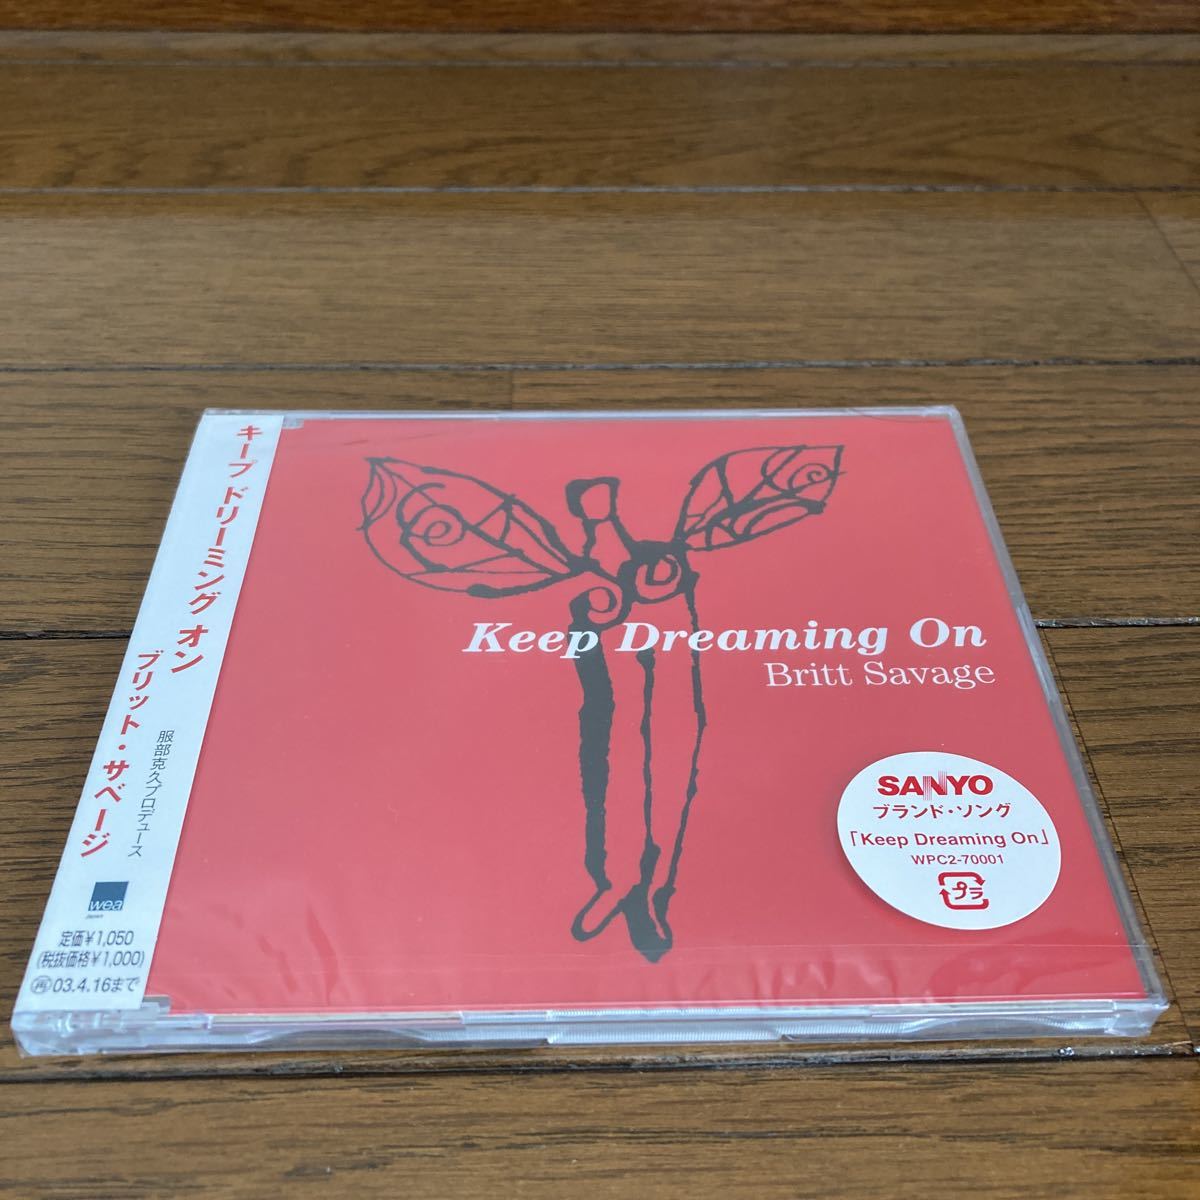 キープ ドリーミング オン
ブリット・サベージ
服部克久プロデュース
wea
Japan
定価¥1,050
(税抜価格¥1,000)
再03.4.16まで
Keep Dreaming On
Britt Savage
SANYO
ブランド・ソング
「Keep Dreaming On」
WPC2-70001
プラ